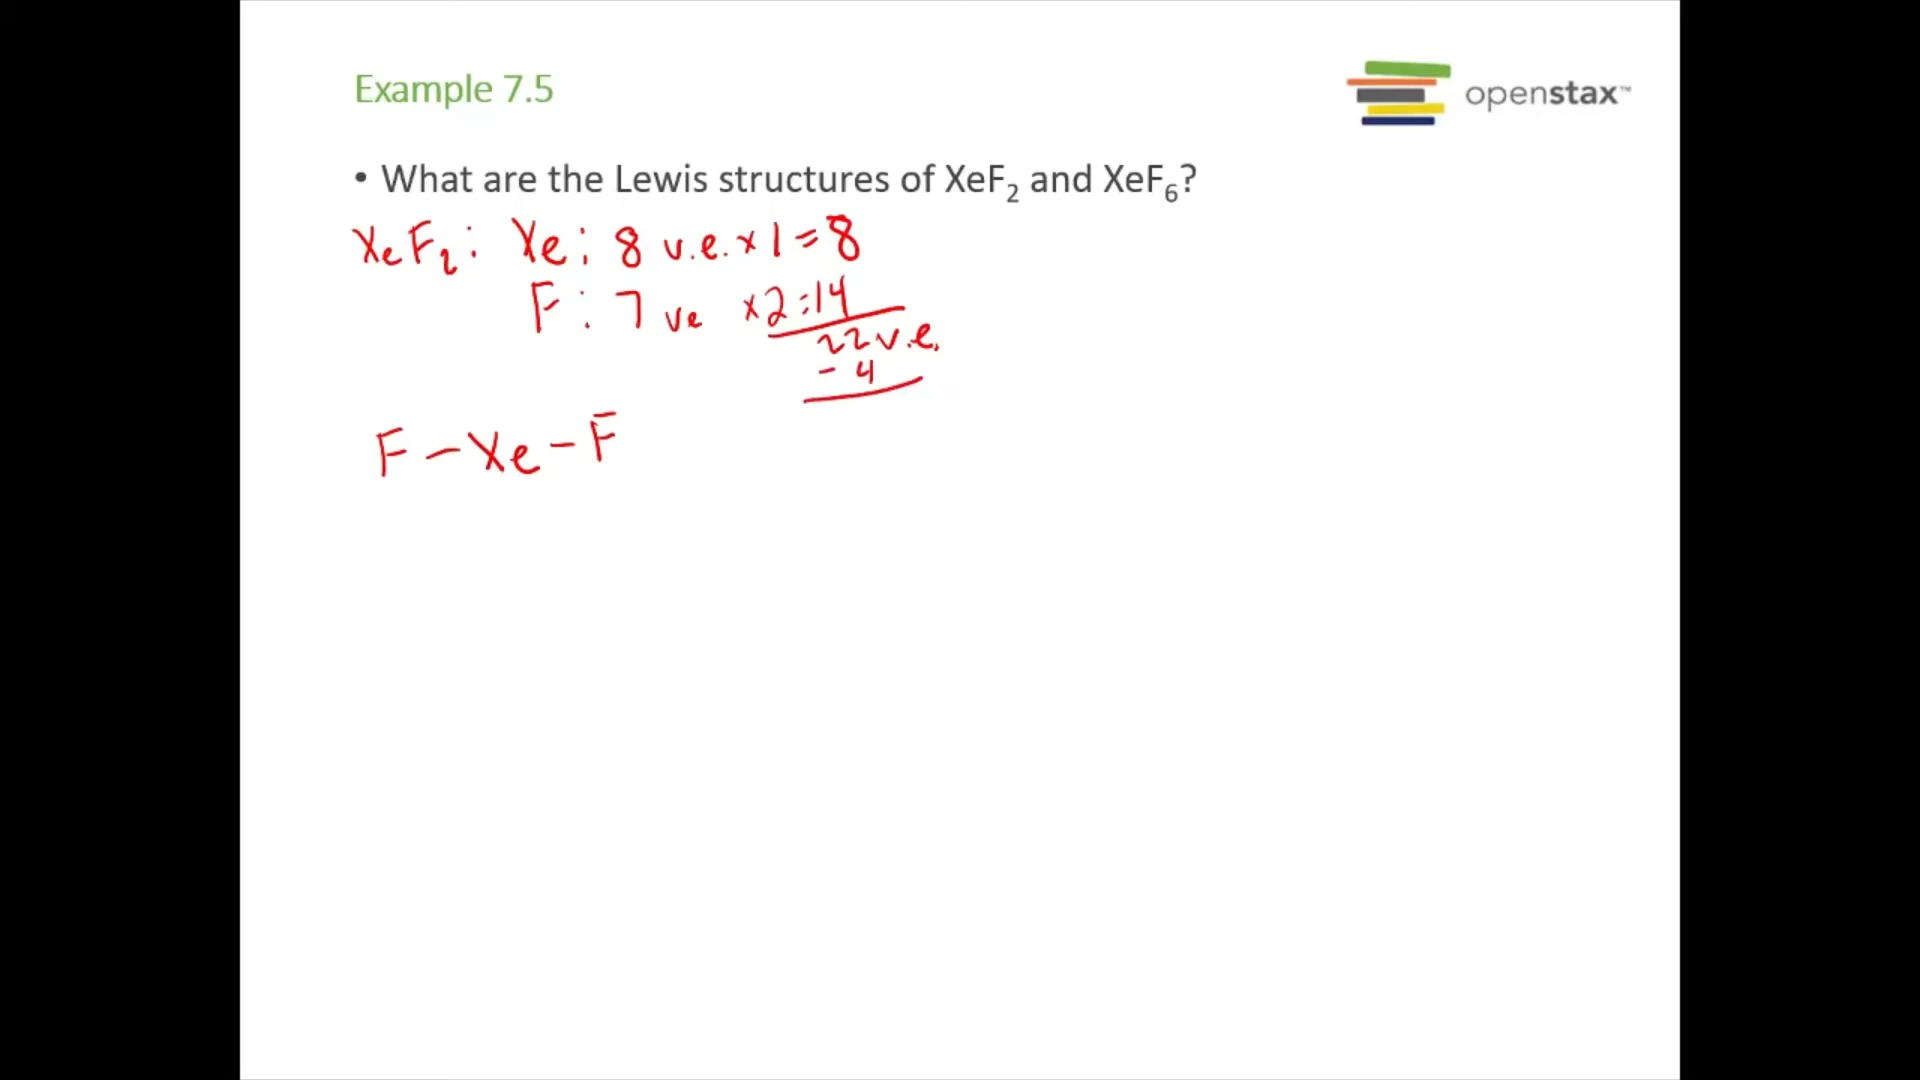 Example 7.5
openstax™
• What are the Lewis structures of XeF₂ and XeF₆?
XeF₂: Xe: 8 v.e. × 1 = 8
F: 7 ve × 2 = 14
22 v.e.
- 4
F - Xe - F